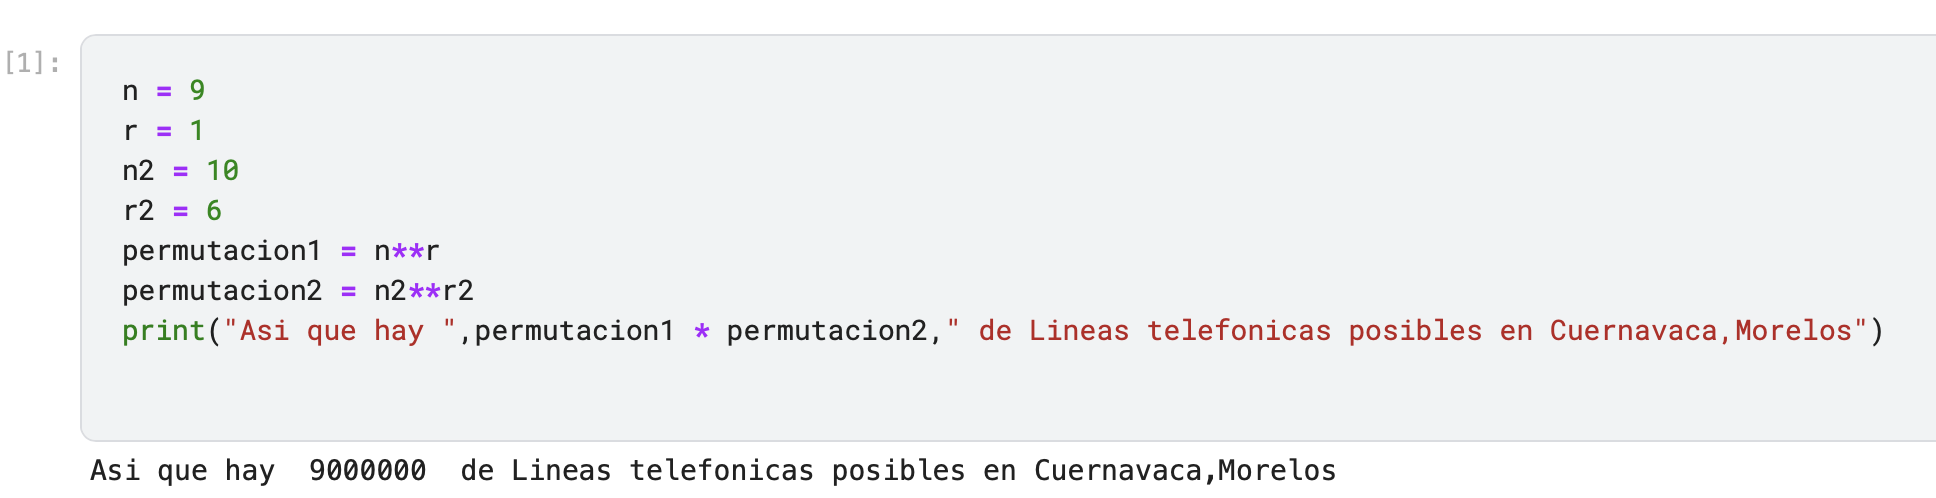 [1]:
n = 9
r = 1
n2 = 10
r2 = 6
permutacion1 = n**r
permutacion2 = n2**r2
print("Asi que hay ",permutacion1 * permutacion2," de Lineas telefonicas posibles en Cuernavaca,Morelos")
Asi que hay  9000000  de Lineas telefonicas posibles en Cuernavaca,Morelos